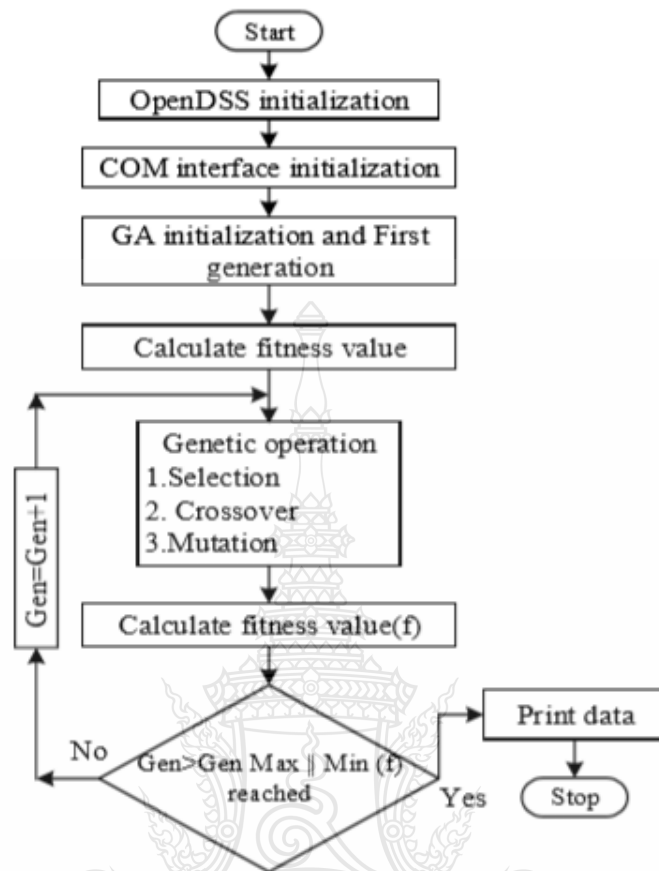 Start
OpenDSS initialization
COM interface initialization
GA initialization and First
generation
Calculate fitness value
Genetic operation
1.Selection
2. Crossover
3.Mutation
Gen=Gen+1
Calculate fitness value(f)
Gen>Gen Max || Min (f)
reached
No
Yes
Print data
Stop